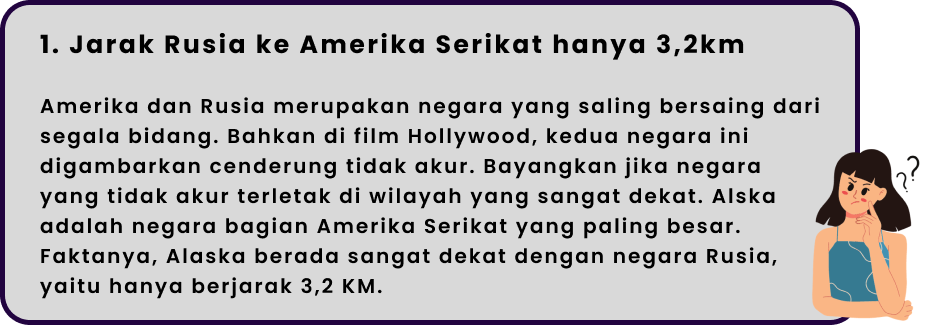 1. Jarak Rusia ke Amerika Serikat hanya 3,2km
Amerika dan Rusia merupakan negara yang saling bersaing dari
segala bidang. Bahkan di film Hollywood, kedua negara ini
digambarkan cenderung tidak akur. Bayangkan jika negara
yang tidak akur terletak di wilayah yang sangat dekat. Alska
adalah negara bagian Amerika Serikat yang paling besar.
Faktanya, Alaska berada sangat dekat dengan negara Rusia,
yaitu hanya berjarak 3,2 KM.
??